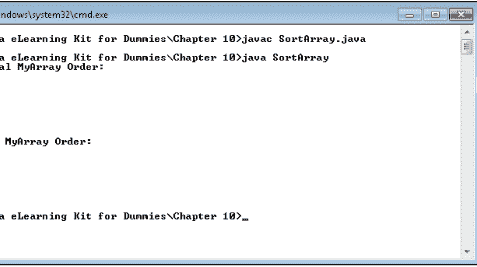 ndows\system32\cmd.exe
a eLearning Kit for Dummies\Chapter 10>javac SortArray.java
a eLearning Kit for Dummies\Chapter 10>java SortArray
al MyArray Order:
MyArray Order:
a eLearning Kit for Dummies\Chapter 10>_